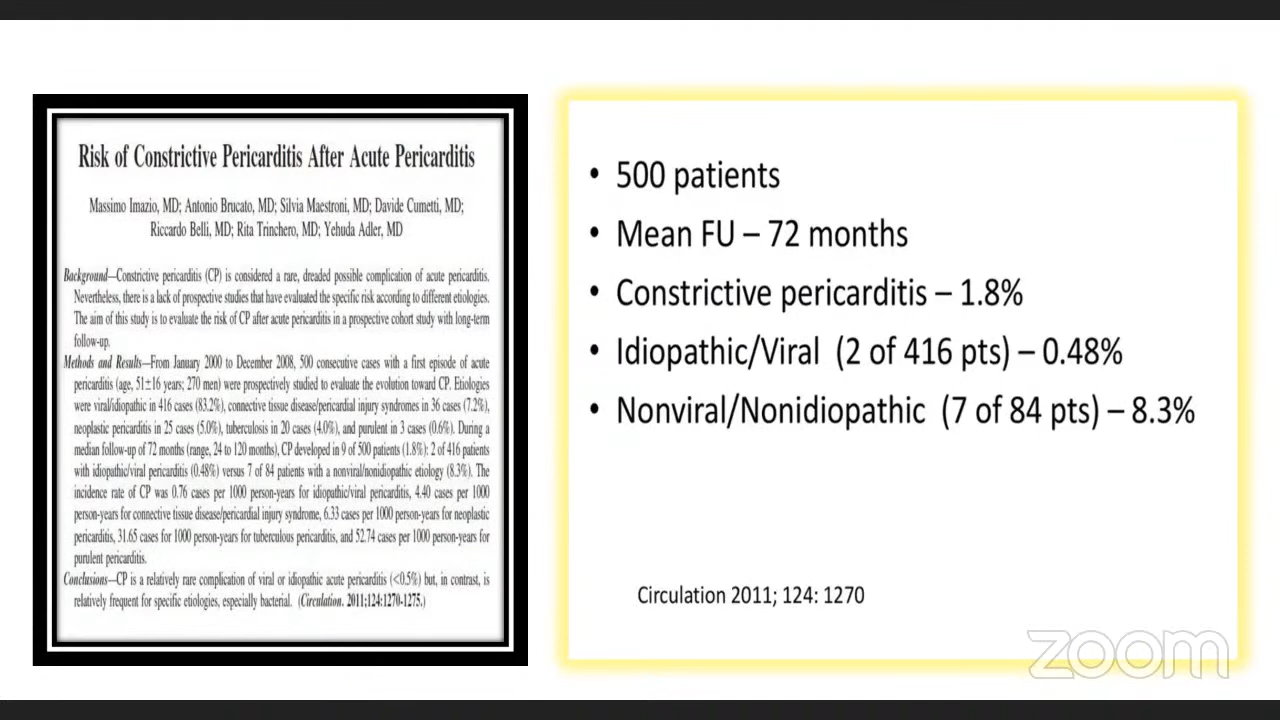 Risk of Constrictive Pericarditis After Acute Pericarditis
Massimo Imazio, MD; Antonio Brucato, MD; Silvia Maestroni, MD; Davide Cumetti, MD;
Riccardo Belli, MD; Rita Trinchero, MD; Yehuda Adler, MD
Background—Constrictive pericarditis (CP) is considered a rare, dreaded possible complication of acute pericarditis.
Nevertheless, there is a lack of prospective studies that have evaluated the specific risk according to different etiologies.
The aim of this study is to evaluate the risk of CP after acute pericarditis in a prospective cohort study with long-term
follow-up.
Methods and Results—From January 2000 to December 2008, 500 consecutive cases with a first episode of acute
pericarditis (age, 51±16 years; 270 men) were prospectively studied to evaluate the evolution toward CP. Etiologies
were viral/idiopathic in 416 cases (83.2%), connective tissue disease/pericardial injury syndromes in 36 cases (7.2%),
neoplastic pericarditis in 25 cases (5.0%), tuberculosis in 20 cases (4.0%), and purulent in 3 cases (0.6%). During a
median follow-up of 72 months (range, 24 to 120 months), CP developed in 9 of 500 patients (1.8%): 2 of 416 patients
with idiopathic/viral pericarditis (0.48%) versus 7 of 84 patients with a nonviral/nonidiopathic etiology (8.3%). The
incidence rate of CP was 0.76 cases per 1000 person-years for idiopathic/viral pericarditis, 4.40 cases per 1000
person-years for connective tissue disease/pericardial injury syndrome, 6.33 cases per 1000 person-years for neoplastic
pericarditis, 31.65 cases for 1000 person-years for tuberculous pericarditis, and 52.74 cases per 1000 person-years for
purulent pericarditis.
Conclusions—CP is a relatively rare complication of viral or idiopathic acute pericarditis (<0.5%) but, in contrast, is
relatively frequent for specific etiologies, especially bacterial. (Circulation. 2011;124:1270-1275.)
• 500 patients
• Mean FU – 72 months
• Constrictive pericarditis – 1.8%
• Idiopathic/Viral (2 of 416 pts) – 0.48%
• Nonviral/Nonidiopathic (7 of 84 pts) – 8.3%
Circulation 2011; 124: 1270
zoom